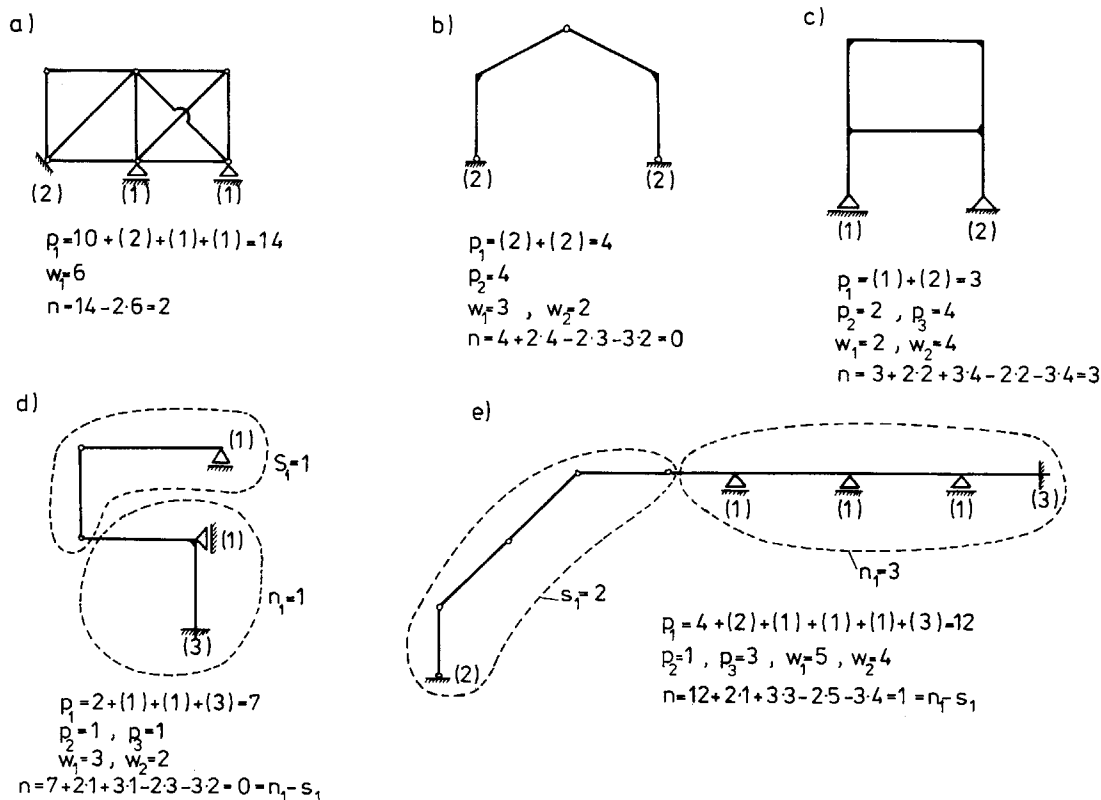 a)
(2) (1) (1)
p₁=10+(2)+(1)+(1)=14
w₁=6
n=14-2·6=2
b)
(2) (2)
p₁=(2)+(2)=4
p₂=4
w₁=3 , w₂=2
n=4+2·4-2·3-3·2=0
c)
(1) (2)
p₁=(1)+(2)=3
p₂=2 , p₃=4
w₁=2 , w₂=4
n=3+2·2+3·4-2·2-3·4=3
d)
(1)
S₁=1
(1)
n₁=1
(3)
p₁=2+(1)+(1)+(3)=7
p₂=1 , p₃=1
w₁=3 , w₂=2
n=7+2·1+3·1-2·3-3·2=0=n₁-s₁
e)
(1) (1) (1) (3)
n₁=3
s₁=2
(2)
p₁=4+(2)+(1)+(1)+(1)+(3)=12
p₂=1 , p₃=3 , w₁=5 , w₂=4
n=12+2·1+3·3-2·5-3·4=1=n₁-s₁